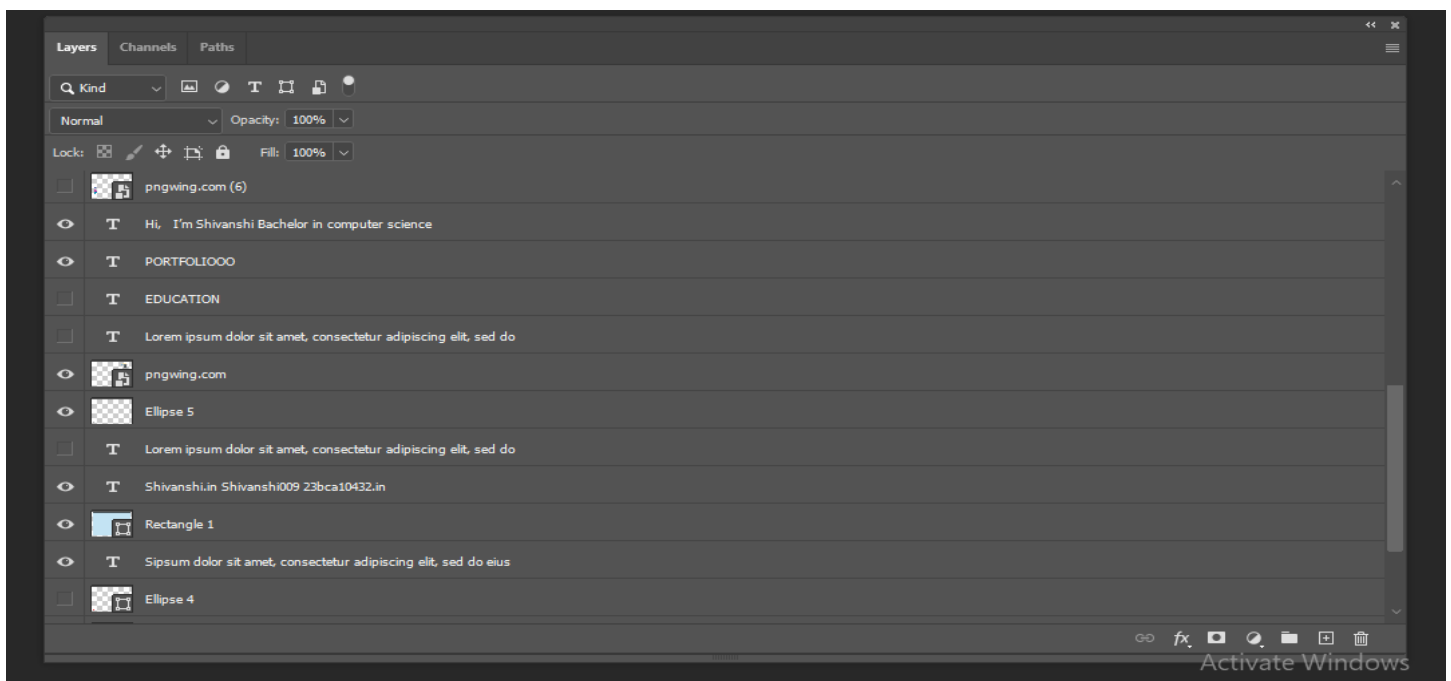 Layers Channels Paths
Kind T
Normal Opacity: 100%
Lock: Fill: 100%
pngwing.com (6)
T Hi, I'm Shivanshi Bachelor in computer science
T PORTFOLIOOO
T EDUCATION
T Lorem ipsum dolor sit amet, consectetur adipiscing elit, sed do
pngwing.com
Ellipse 5
T Lorem ipsum dolor sit amet, consectetur adipiscing elit, sed do
T Shivanshi.in Shivanshi009 23bca10432.in
Rectangle 1
T Sipsum dolor sit amet, consectetur adipiscing elit, sed do eius
Ellipse 4
fx
Activate Windows